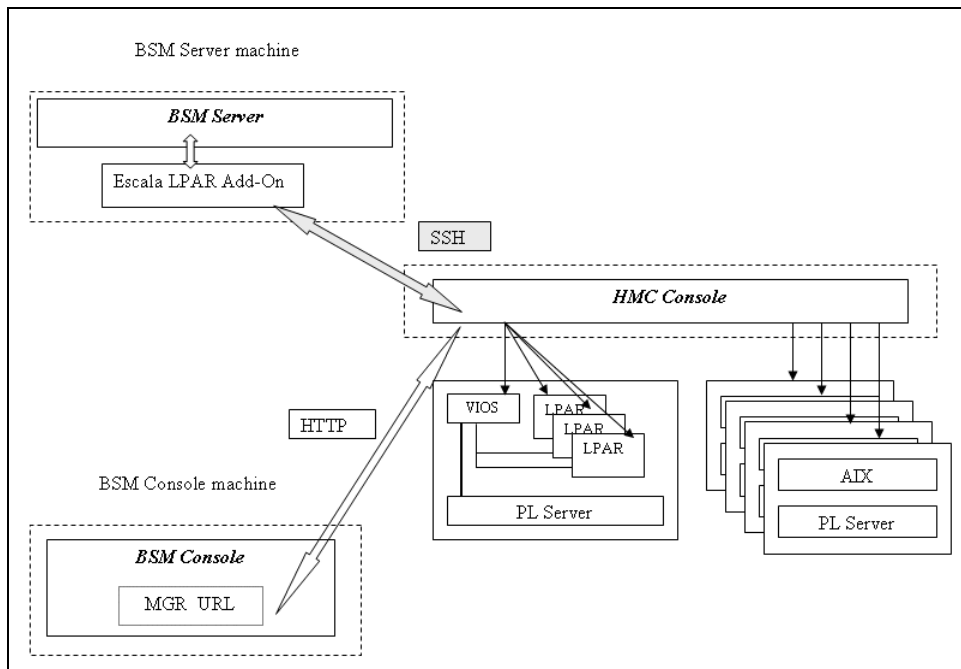 BSM Server machine
BSM Server
Escala LPAR Add-On
SSH
HMC Console
VIOS
LPAR
LPAR
LPAR
PL Server
AIX
PL Server
HTTP
BSM Console machine
BSM Console
MGR URL